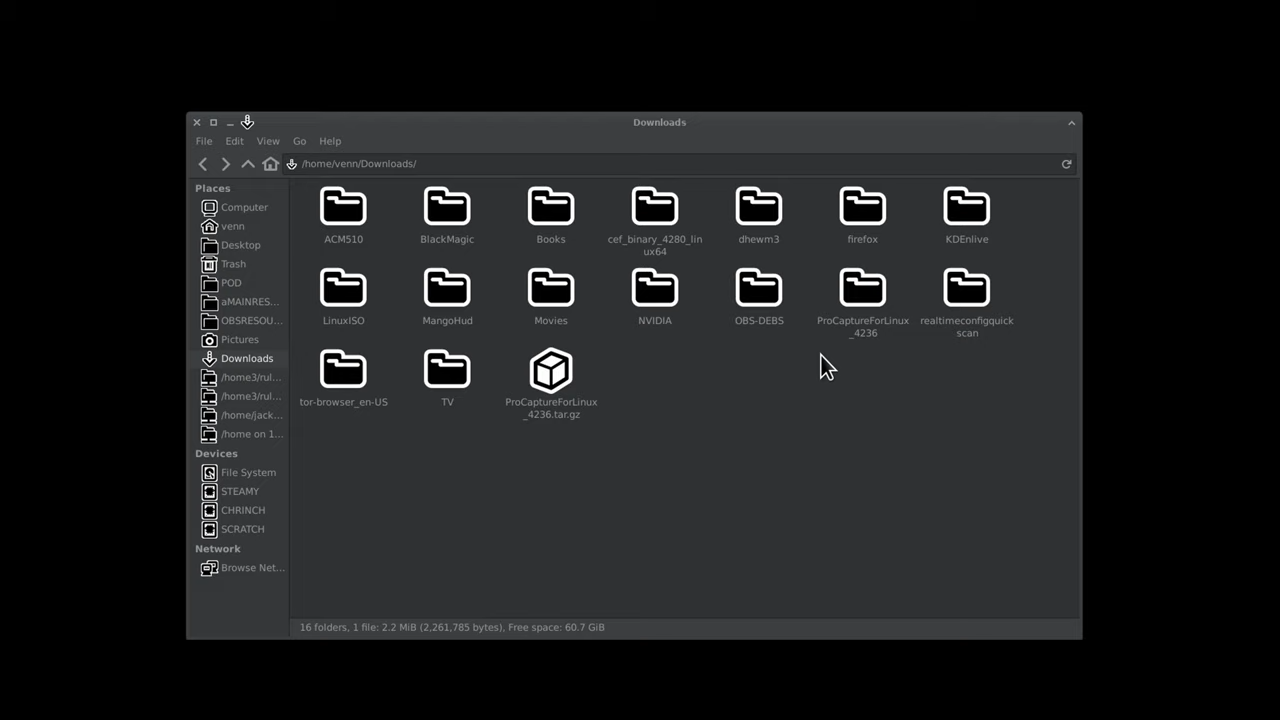 Downloads
File Edit View Go Help
/home/venn/Downloads/
Places
Computer
venn
Desktop
Trash
POD
aMAINRES...
OBSRESOU...
Pictures
Downloads
/home3/rul...
/home3/rul...
/home/jack...
/home on 1...
Devices
File System
STEAMY
CHRINCH
SCRATCH
Network
Browse Net...
ACM510 BlackMagic Books cef_binary_4280_lin dhewm3 firefox KDEnlive
ux64
LinuxISO MangoHud Movies NVIDIA OBS-DEBS ProCaptureForLinux realtimeconfigquick
_4236 scan
tor-browser_en-US TV ProCaptureForLinux
_4236.tar.gz
16 folders, 1 file: 2.2 MiB (2,261,785 bytes), Free space: 60.7 GiB